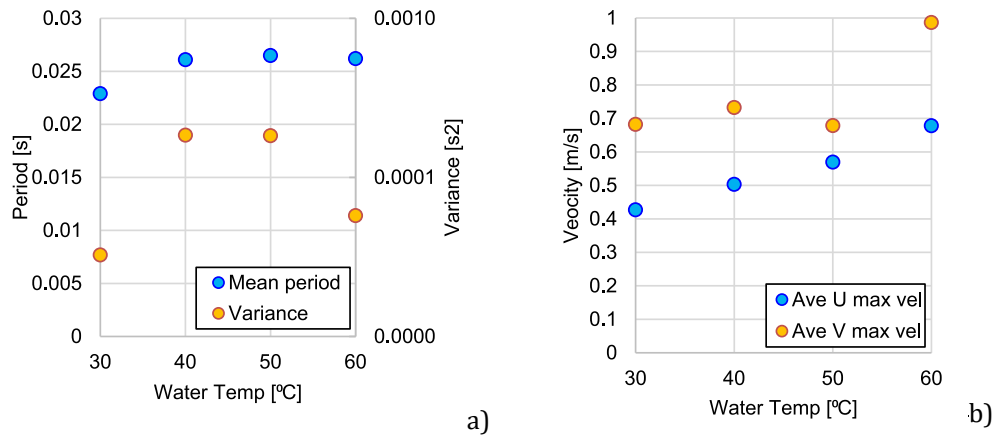 0.03
0.025
0.02
0.015
0.01
0.005
0
Period [s]
0.0010
0.0001
0.0000
Variance [s2]
Mean period
Variance
30 40 50 60
Water Temp [ºC]
a)
1
0.9
0.8
0.7
0.6
0.5
0.4
0.3
0.2
0.1
0
Veocity [m/s]
Ave U max vel
Ave V max vel
30 40 50 60
Water Temp [ºC]
b)